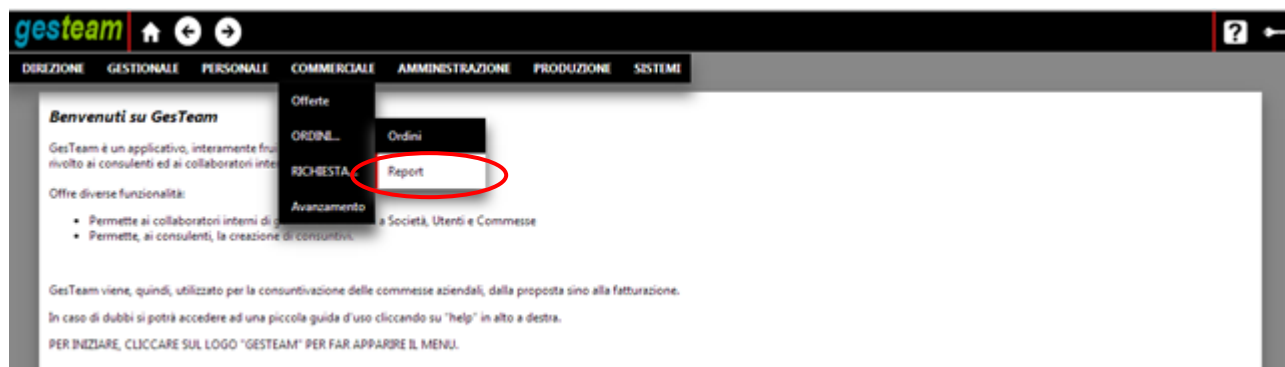 gesteam
?
DIREZIONE GESTIONALE PERSONALE COMMERCIALE AMMINISTRAZIONE PRODUZIONE SISTEMI
Offerte
ORDINI...
Ordini
RICHIESTA...
Report
Avanzamento
Benvenuti su GesTeam
GesTeam è un applicativo, interamente
rivolto ai consulenti ed ai collaboratori
Offre diverse funzionalità:
• Permette ai collaboratori interni di a Società, Utenti e Commesse
• Permette, ai consulenti, la creazione di consuntivi.
GesTeam viene, quindi, utilizzato per la consuntivazione delle commesse aziendali, dalla proposta sino alla fatturazione.
In caso di dubbi si potrà accedere ad una piccola guida d'uso cliccando su "help" in alto a destra.
PER INIZIARE, CLICCARE SUL LOGO "GESTEAM" PER FAR APPARIRE IL MENU.